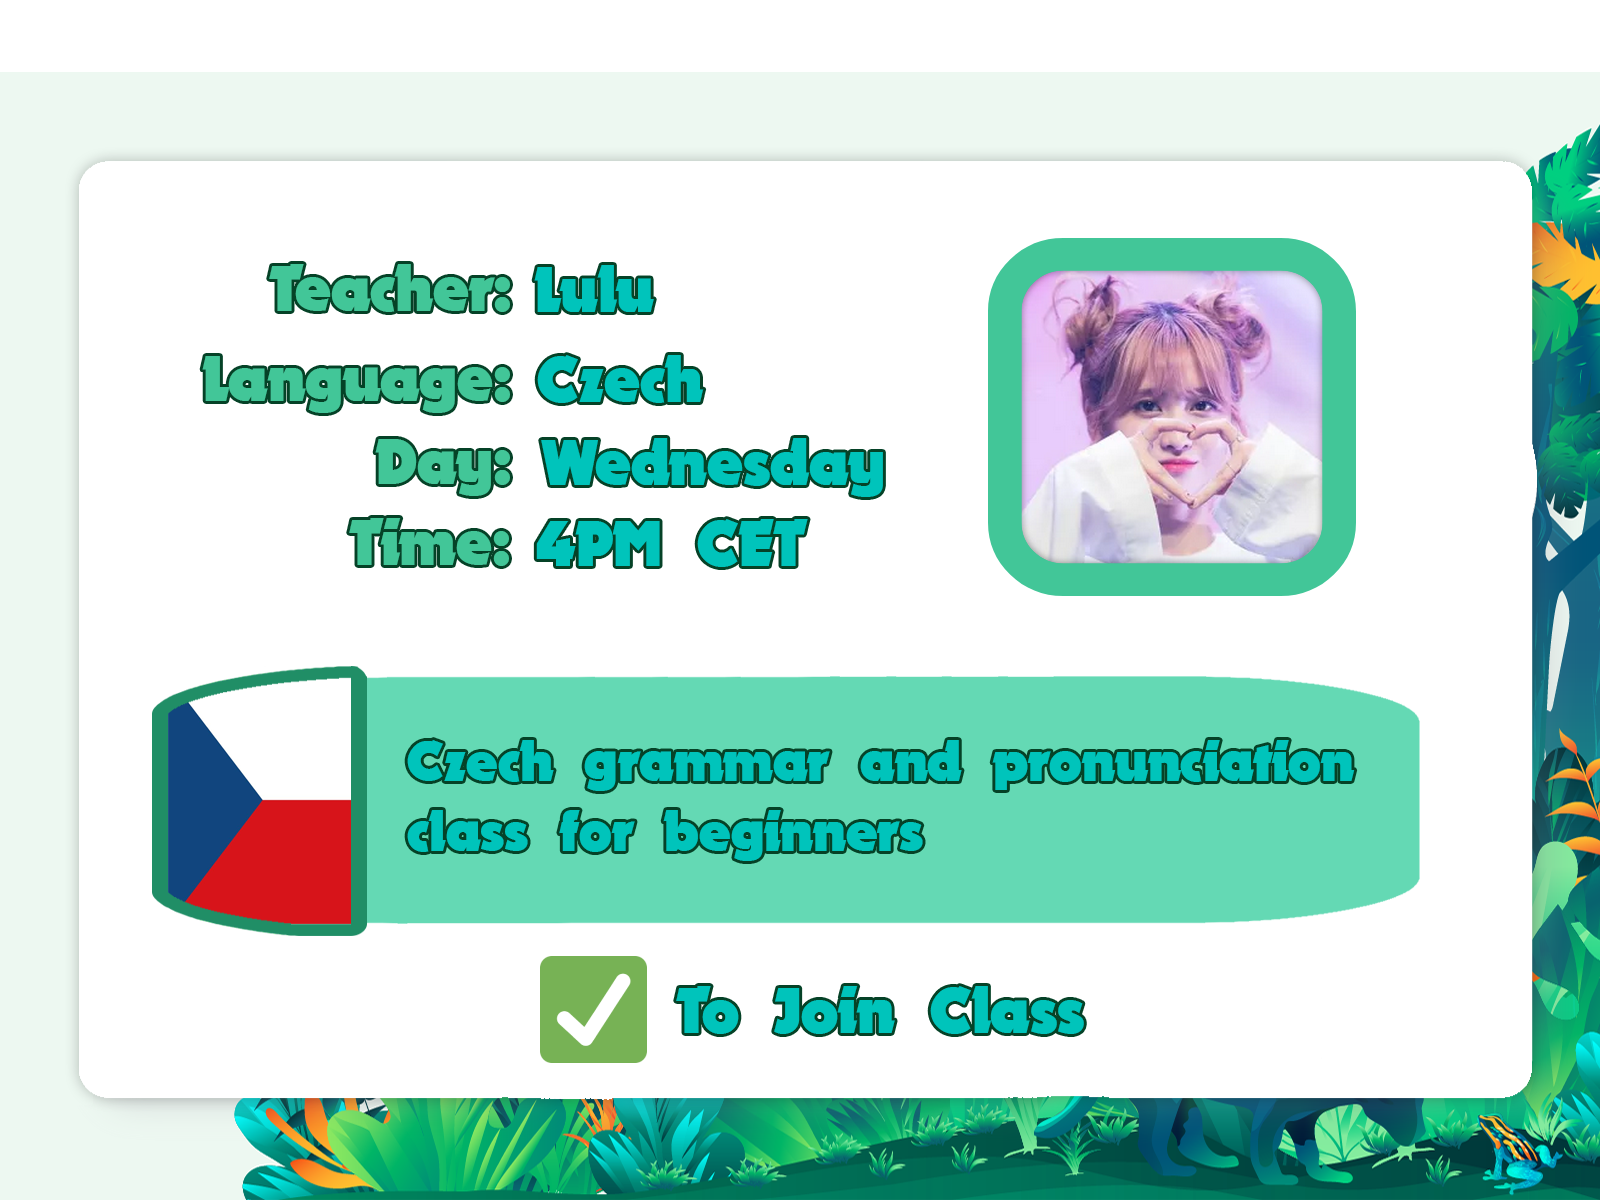 Teacher: Lulu
Language: Czech
Day: Wednesday
Time: 4PM CET
Czech grammar and pronunciation
class for beginners
To Join Class